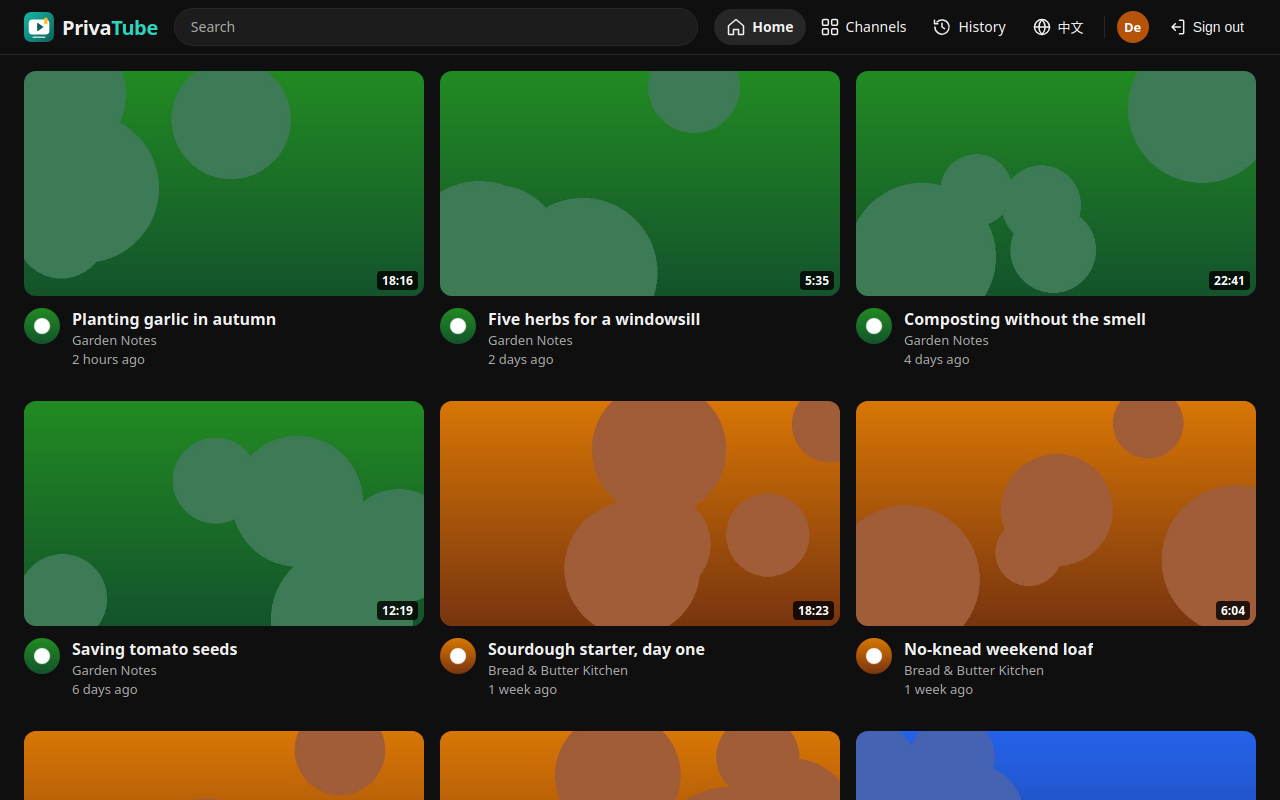 PrivaTube
Search
Home
Channels
History
中文
De
Sign out
18:16
5:35
22:41
Planting garlic in autumn
Garden Notes
2 hours ago
Five herbs for a windowsill
Garden Notes
2 days ago
Composting without the smell
Garden Notes
4 days ago
12:19
18:23
6:04
Saving tomato seeds
Garden Notes
6 days ago
Sourdough starter, day one
Bread & Butter Kitchen
1 week ago
No-knead weekend loaf
Bread & Butter Kitchen
1 week ago